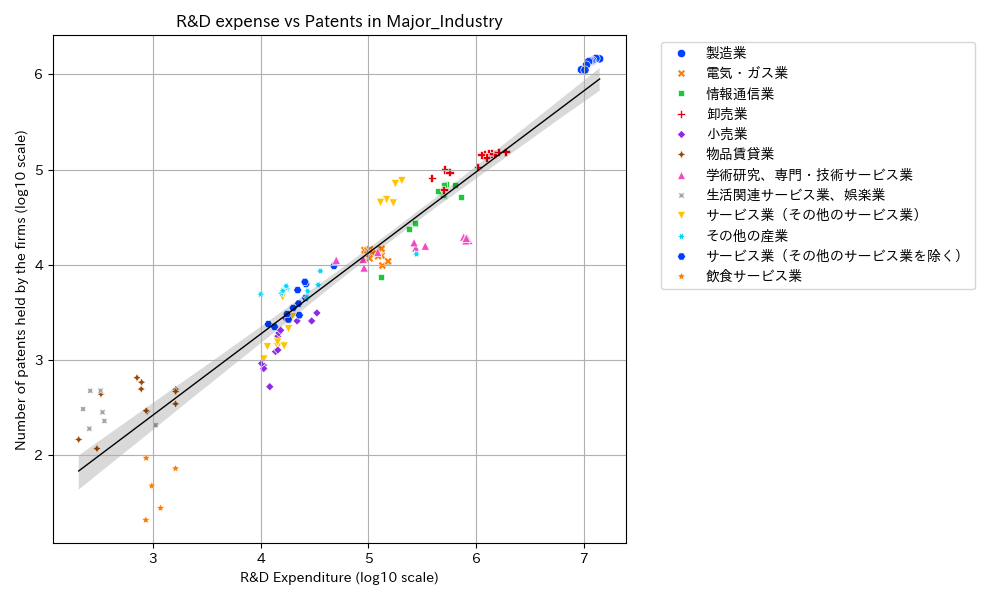 R&D expense vs Patents in Major_Industry
Number of patents held by the firms (log10 scale)
6
5
4
3
2
3
4
5
6
7
R&D Expenditure (log10 scale)
製造業
電気・ガス業
情報通信業
卸売業
小売業
物品賃貸業
学術研究、専門・技術サービス業
生活関連サービス業、娯楽業
サービス業（その他のサービス業）
その他の産業
サービス業（その他のサービス業を除く）
飲食サービス業